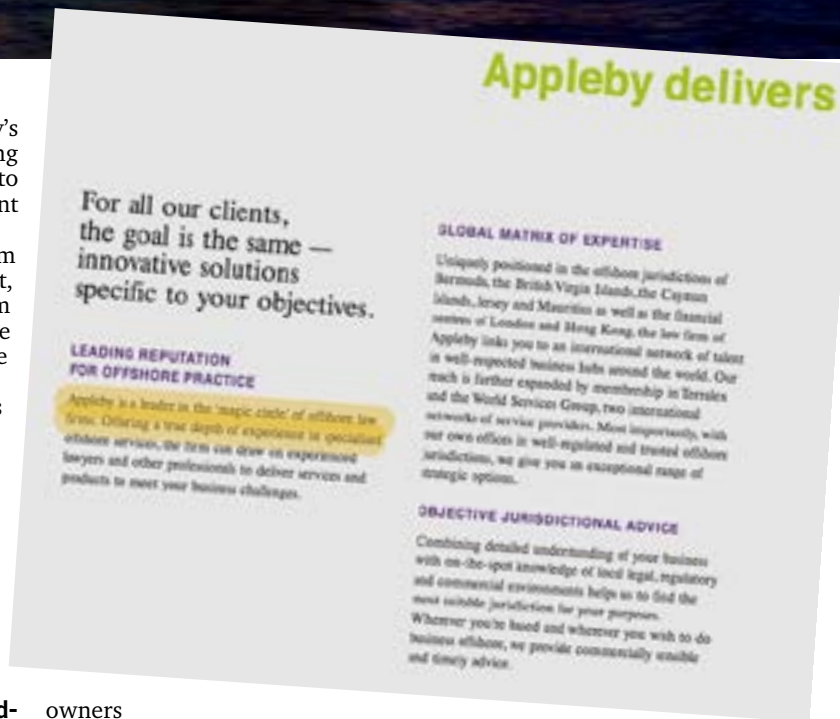 y's
ng
to
nt
m
t,
n
e
e
s
Appleby delivers
For all our clients,
the goal is the same —
innovative solutions
specific to your objectives.
LEADING REPUTATION
FOR OFFSHORE PRACTICE
Appleby is a leader in the 'magic circle' of offshore law
firms. Offering a true depth of experience in specialised
offshore services, the firm can draw on experienced
lawyers and other professionals to deliver services and
products to meet your business challenges.
GLOBAL MATRIX OF EXPERTISE
Uniquely positioned in the offshore jurisdictions of
Bermuda, the British Virgin Islands, the Cayman
Islands, Jersey and Mauritius as well as the financial
centres of London and Hong Kong, the law firm of
Appleby links you to an international network of talent
in well-respected business hubs around the world. Our
reach is further expanded by membership in Terralex
and the World Services Group, two international
networks of service providers. Most importantly, with
our own offices in well-regulated and trusted offshore
jurisdictions, we give you an exceptional range of
strategic options.
OBJECTIVE JURISDICTIONAL ADVICE
Combining detailed understanding of your business
with on-the-spot knowledge of local legal, regulatory
and commercial environments helps us to find the
most suitable jurisdiction for your purposes.
Wherever you're based and wherever you wish to do
business offshore, we provide commercially sensible
and timely advice.
d- owners